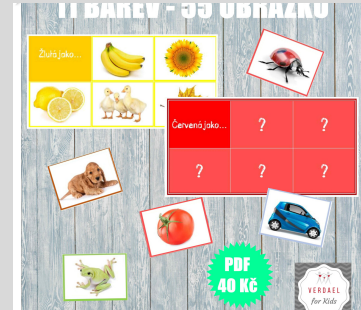 11 BAREV - 55 OBRÁZKŮ
Žlutá jako...
Červená jako...
? ?
? ? ?
PDF
40 Kč
VERDAEL
for Kids